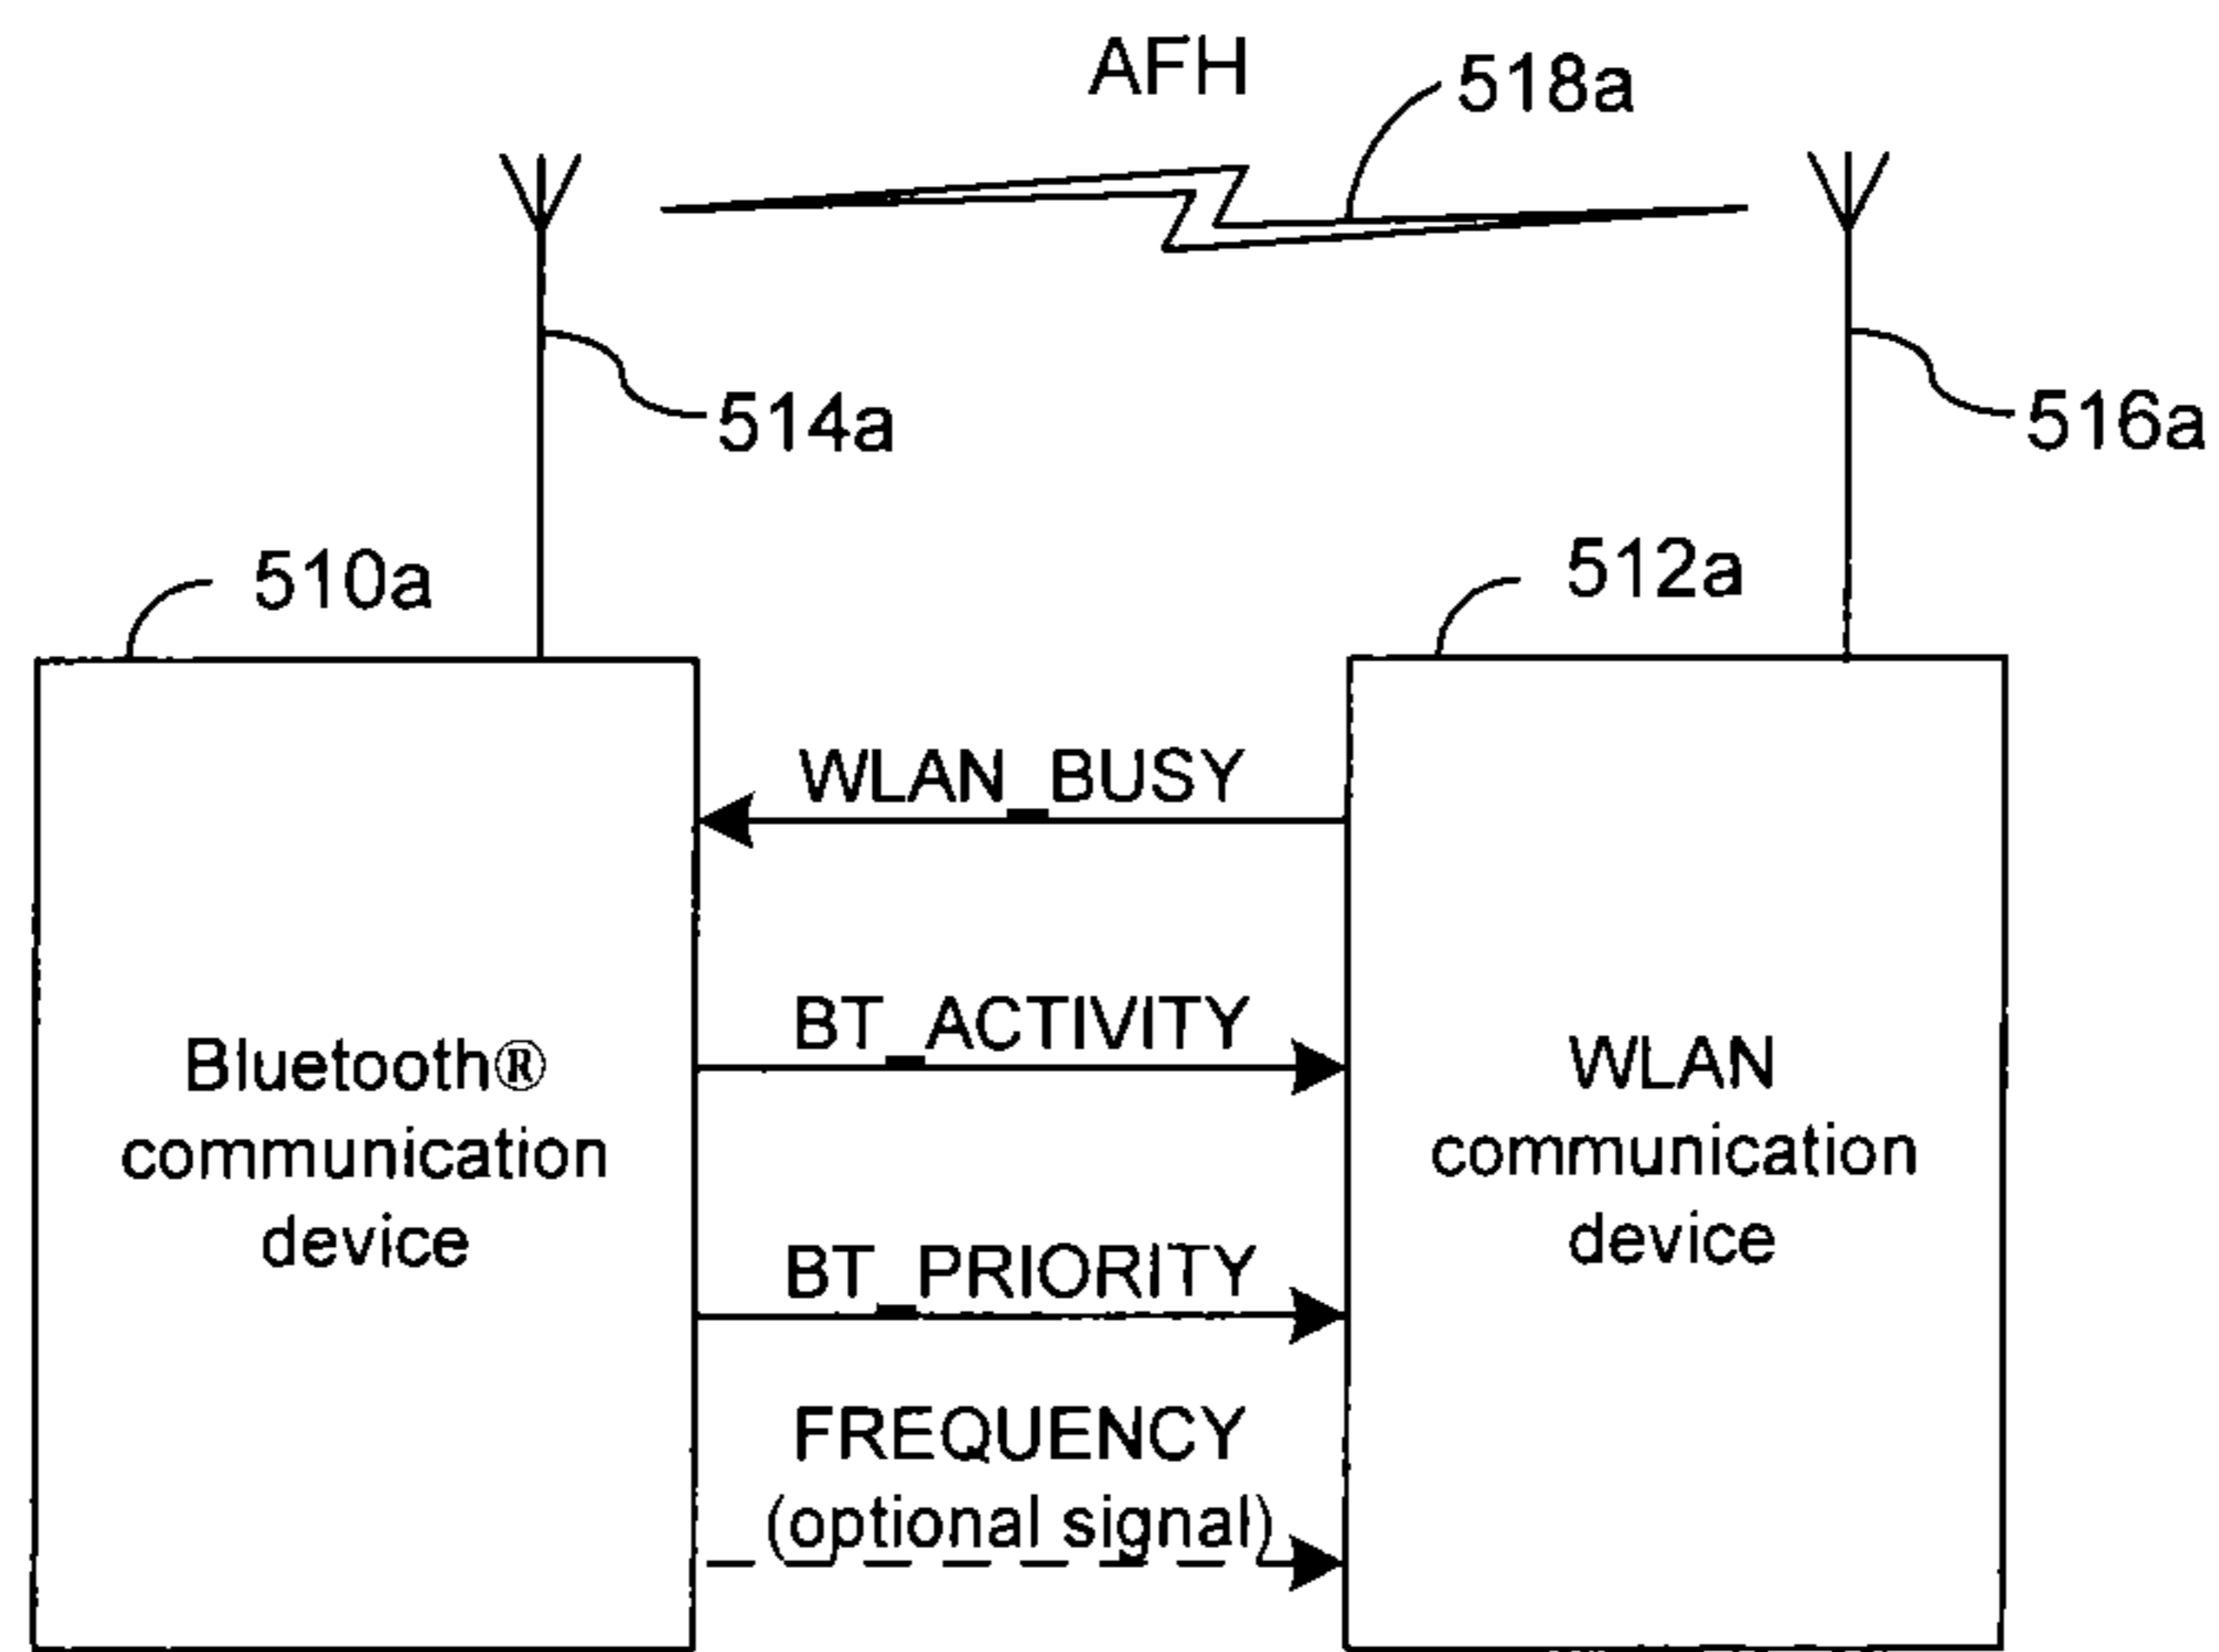 AFH
518a
514a
516a
510a
512a
WLAN_BUSY
BT_ACTIVITY
Bluetooth®
communication
device
WLAN
communication
device
BT_PRIORITY
FREQUENCY
(optional signal)